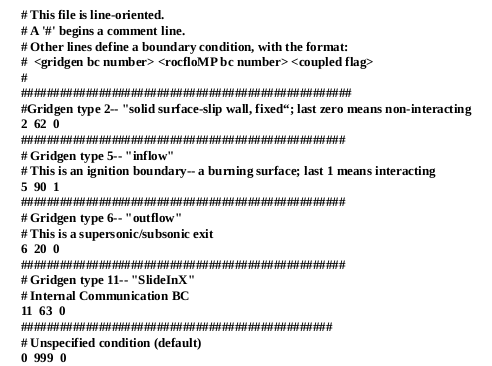 # This file is line-oriented.
# A '#' begins a comment line.
# Other lines define a boundary condition, with the format:
# <gridgen bc number> <rocfloMP bc number> <coupled flag>
#
###################################################
#Gridgen type 2-- "solid surface-slip wall, fixed“; last zero means non-interacting
2 62 0
##################################################
# Gridgen type 5-- "inflow"
# This is an ignition boundary-- a burning surface; last 1 means interacting
5 90 1
##################################################
# Gridgen type 6-- "outflow"
# This is a supersonic/subsonic exit
6 20 0
##################################################
# Gridgen type 11-- "SlideInX"
# Internal Communication BC
11 63 0
################################################
# Unspecified condition (default)
0 999 0